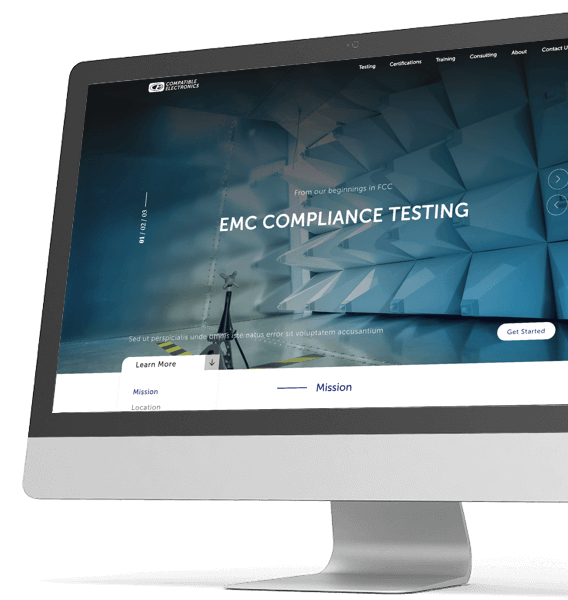 COMPATIBLE
ELECTRONICS
Testing Certifications Training Consulting About Contact U
From our beginnings in FCC
EMC COMPLIANCE TESTING
01 / 02 / 03
Sed ut perspiciatis unde omnis iste natus error sit voluptatem accusantium
Get Started
Learn More
Mission
Mission
Location